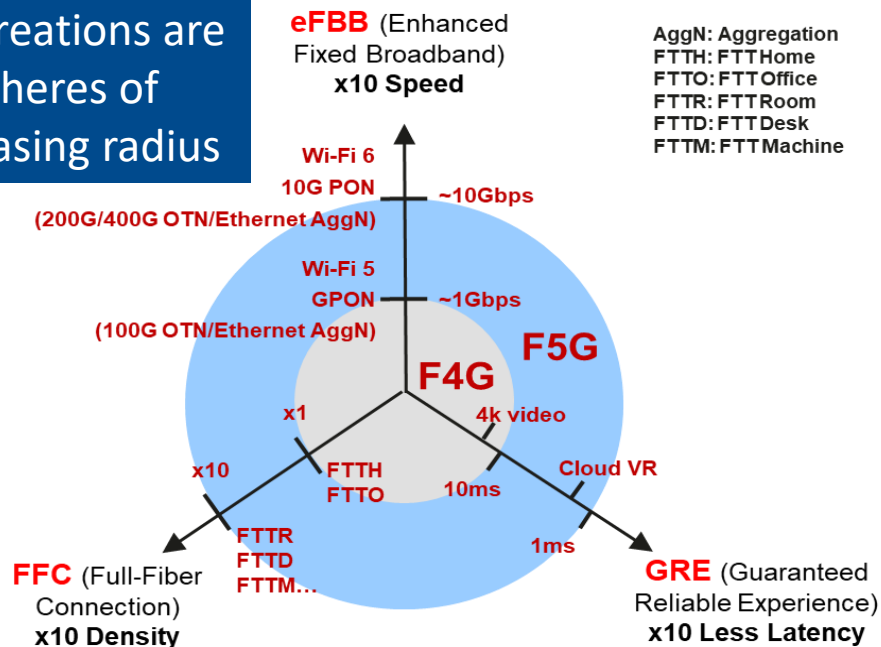 reations are
heres of
asing radius
eFBB (Enhanced
Fixed Broadband)
x10 Speed
AggN: Aggregation
FTTH: FTTHome
FTTO: FTTOffice
FTTR: FTTRoom
FTTD: FTTDesk
FTTM: FTTMachine
Wi-Fi 6
10G PON
~10Gbps
(200G/400G OTN/Ethernet AggN)
Wi-Fi 5
GPON
~1Gbps
(100G OTN/Ethernet AggN)
F5G
F4G
x1
4k video
x10
FTTH
FTTO
10ms
Cloud VR
FTTR
FTTD
FTTM...
1ms
FFC (Full-Fiber
Connection)
x10 Density
GRE (Guaranteed
Reliable Experience)
x10 Less Latency